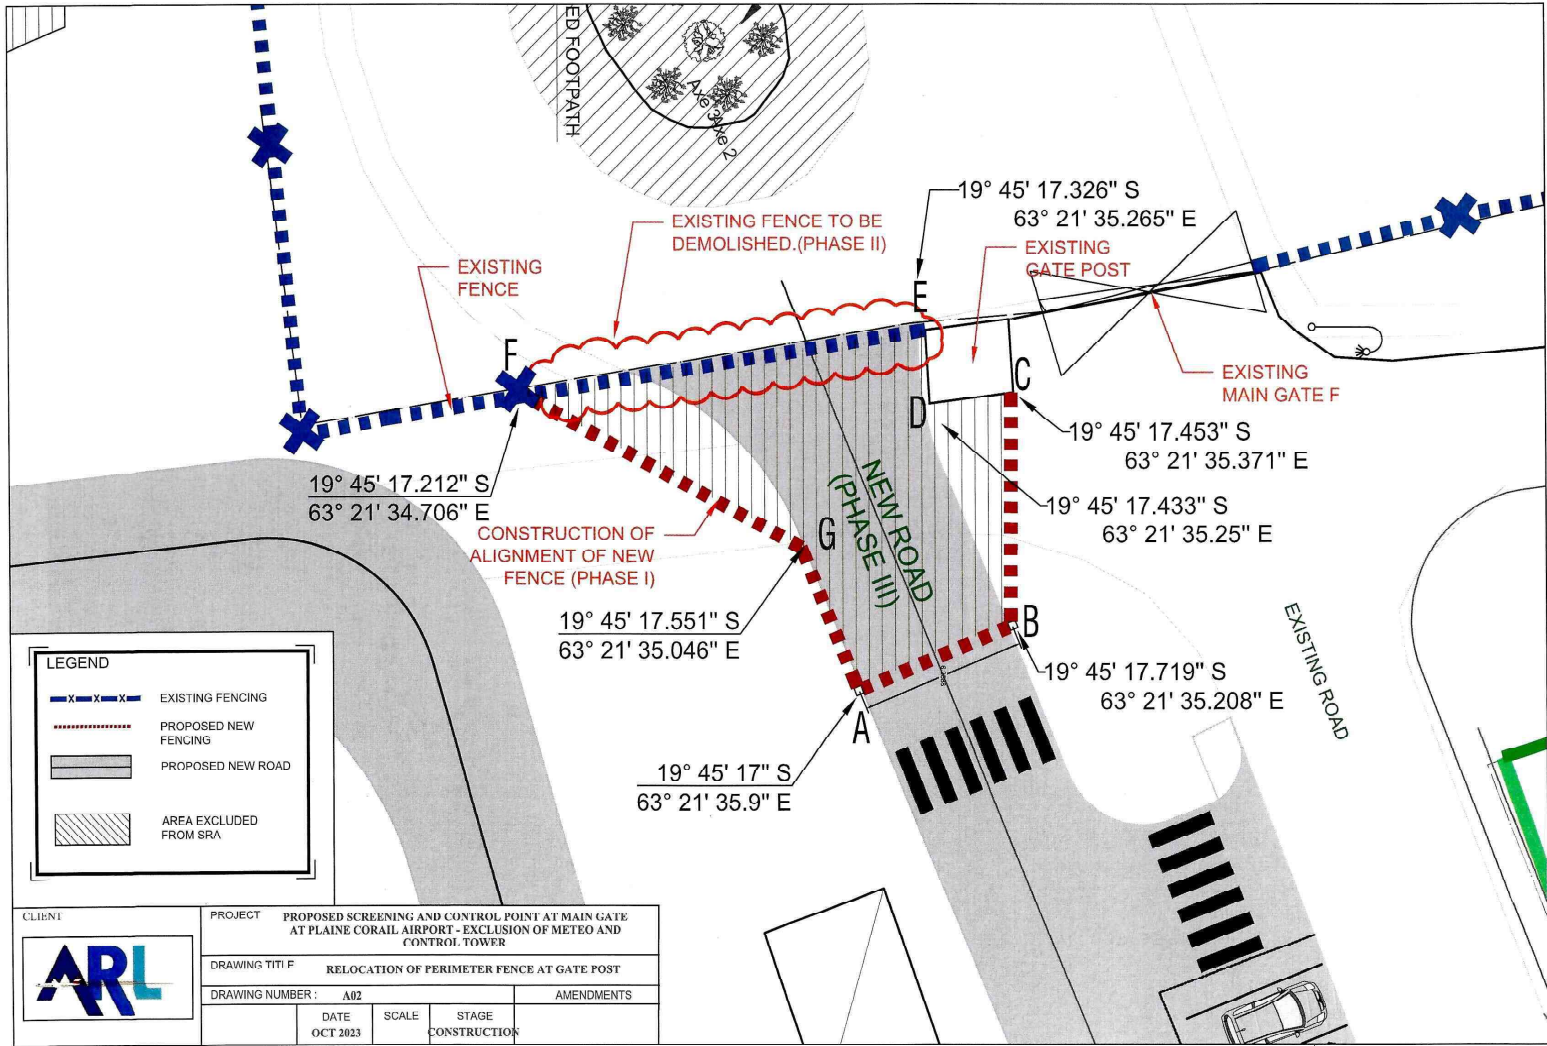 ED FOOTPATH
Axe 3
Axe 2
19° 45' 17.326" S
63° 21' 35.265" E
EXISTING FENCE TO BE
DEMOLISHED.(PHASE II)
EXISTING
GATE POST
EXISTING
FENCE
E
F
C
EXISTING
MAIN GATE F
D
19° 45' 17.453" S
63° 21' 35.371" E
19° 45' 17.212" S
63° 21' 34.706" E
19° 45' 17.433" S
63° 21' 35.25" E
NEW ROAD
(PHASE III)
CONSTRUCTION OF
ALIGNMENT OF NEW
FENCE (PHASE I)
G
19° 45' 17.551" S
63° 21' 35.046" E
B
EXISTING ROAD
19° 45' 17.719" S
63° 21' 35.208" E
A
19° 45' 17" S
63° 21' 35.9" E
LEGEND
X X X
EXISTING FENCING
PROPOSED NEW
FENCING
PROPOSED NEW ROAD
AREA EXCLUDED
FROM SRA
CLIENT
ARL
PROJECT
PROPOSED SCREENING AND CONTROL POINT AT MAIN GATE
AT PLAINE CORAIL AIRPORT - EXCLUSION OF METEO AND
CONTROL TOWER
DRAWING TITLE
RELOCATION OF PERIMETER FENCE AT GATE POST
DRAWING NUMBER : A02
AMENDMENTS
DATE
OCT 2023
SCALE
STAGE
CONSTRUCTION